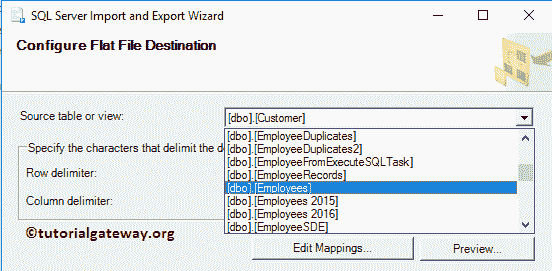 SQL Server Import and Export Wizard
Configure Flat File Destination
Source table or view:
[dbo].[Customer]
[dbo].[EmployeeDuplicates]
[dbo].[EmployeeDuplicates2]
[dbo].[EmployeeFromExecuteSQLTask]
[dbo].[EmployeeRecords]
[dbo].[Employees]
[dbo].[Employees 2015]
[dbo].[Employees 2016]
[dbo].[EmployeeSDE]
Specify the characters that delimit the de
Row delimiter:
Column delimiter:
©tutorialgateway.org
Edit Mappings...
Preview...